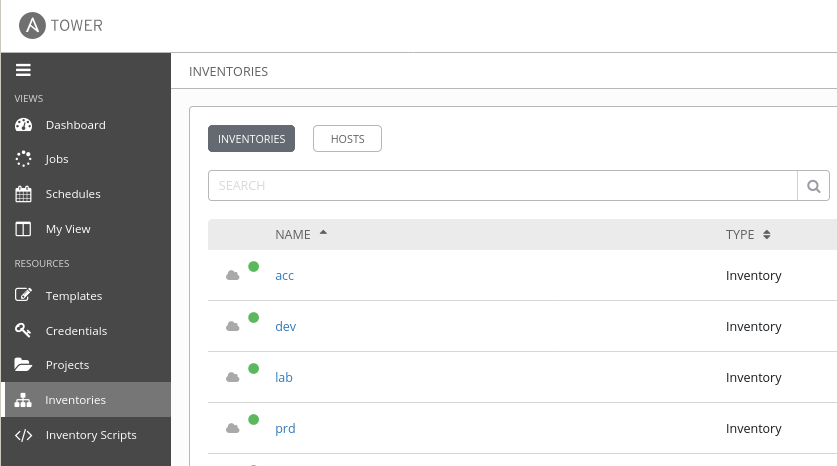 TOWER
INVENTORIES
VIEWS
Dashboard
Jobs
Schedules
My View
RESOURCES
Templates
Credentials
Projects
Inventories
Inventory Scripts
INVENTORIES HOSTS
SEARCH
NAME TYPE
acc Inventory
dev Inventory
lab Inventory
prd Inventory